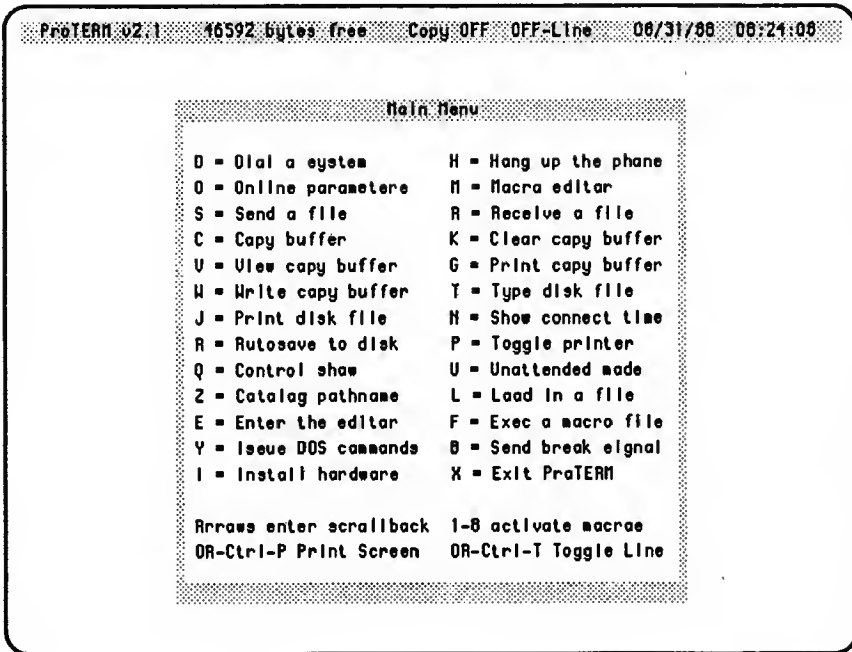 ProTERM v2.1 46592 bytes free Copy OFF OFF-Line 08/31/88 08:24:08
Main Menu
D = Dial a system H = Hang up the phone
O = Online parameters M = Macro editor
S = Send a file R = Receive a file
C = Copy buffer K = Clear copy buffer
V = View copy buffer G = Print copy buffer
W = Write copy buffer T = Type disk file
J = Print disk file N = Show connect time
A = Autosave to disk P = Toggle printer
Q = Control show U = Unattended mode
Z = Catalog pathname L = Load in a file
E = Enter the editor F = Exec a macro file
Y = Issue DOS commands B = Send break signal
I = Install hardware X = Exit ProTERM
Arrows enter scrollback 1-8 activate macros
OA-Ctrl-P Print Screen OA-Ctrl-T Toggle Line